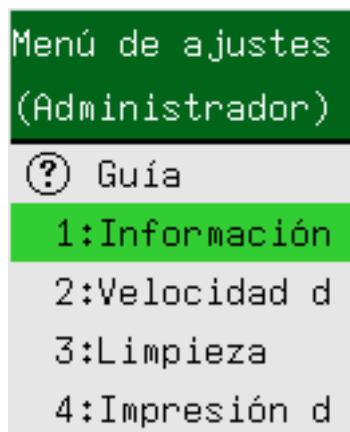 Menú de ajustes
(Administrador)
? Guía
1:Información
2:Velocidad d
3:Limpieza
4:Impresión d